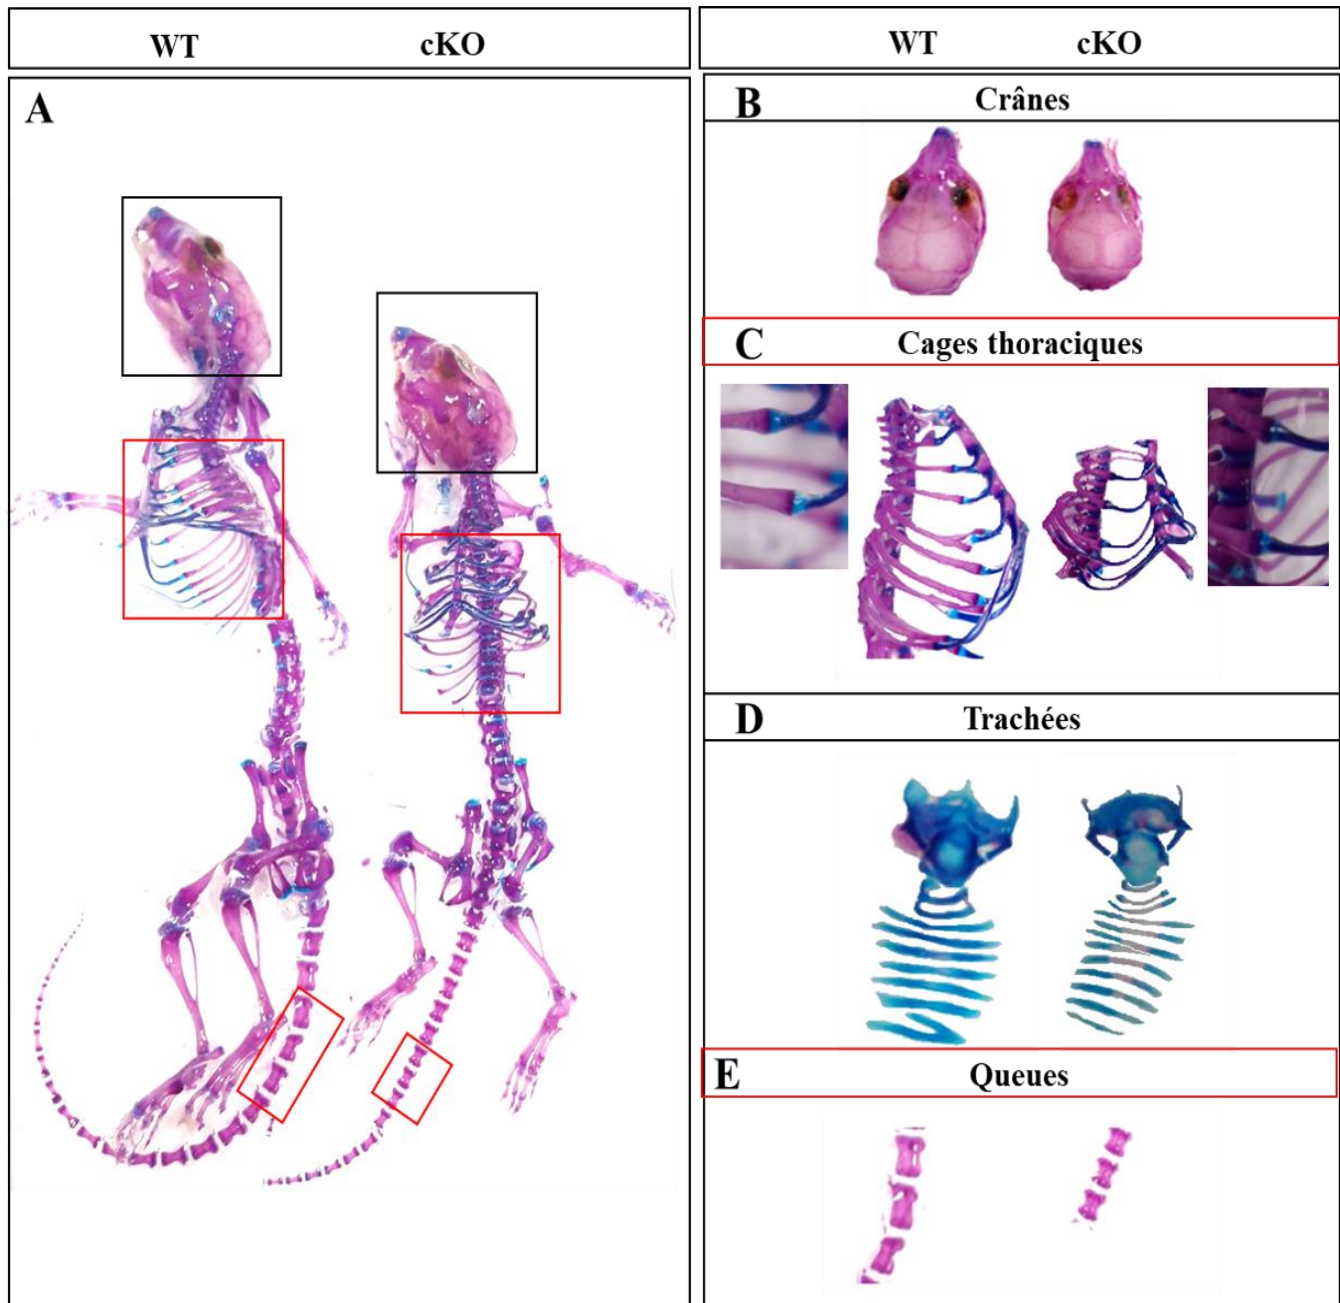 WT cKO
A
WT cKO
B Crânes
C Cages thoraciques
D Trachées
E Queues